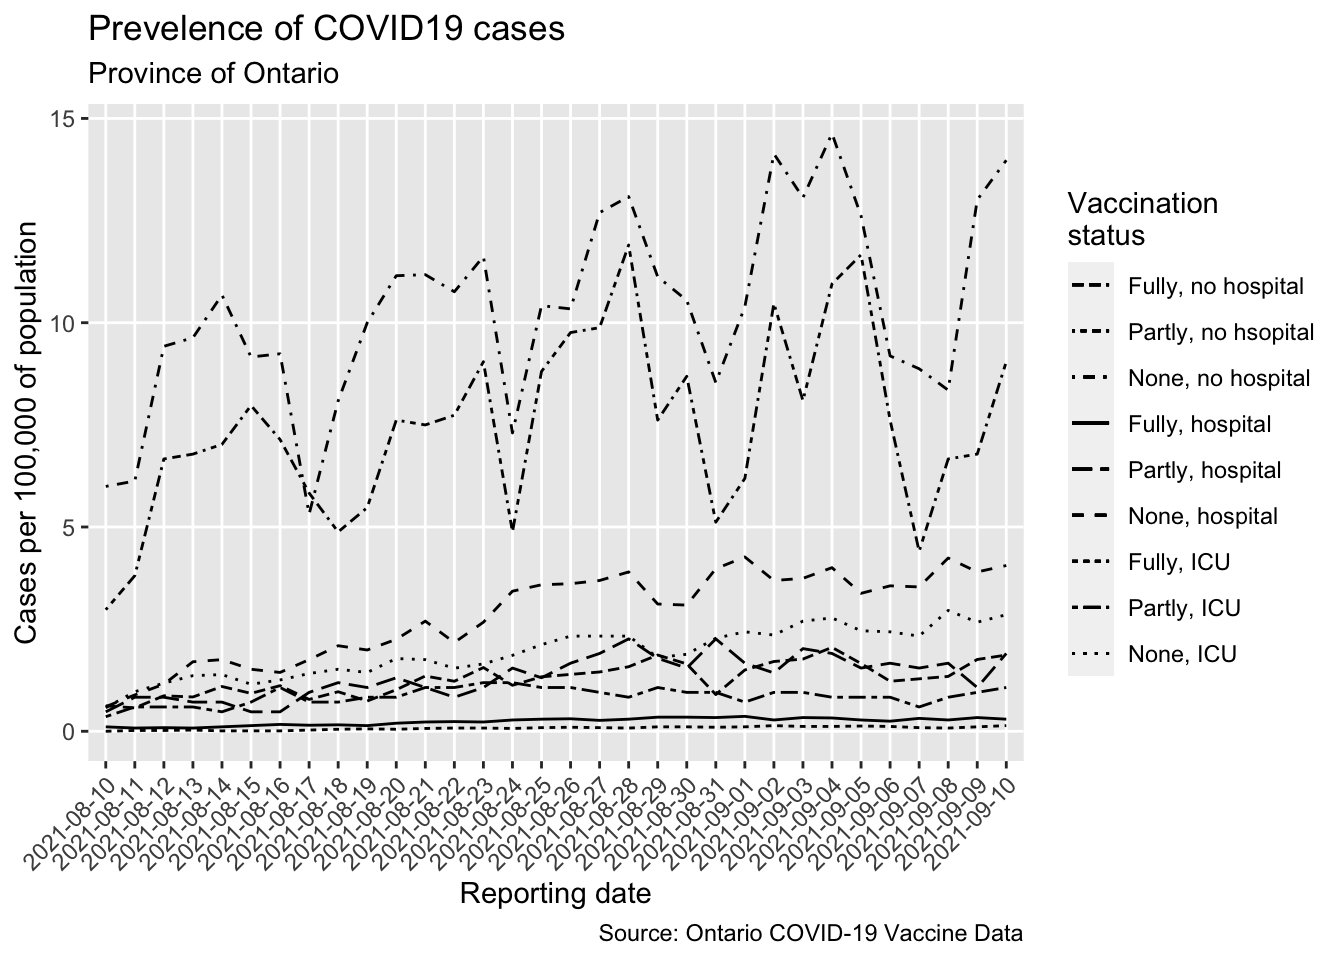 Prevelence of COVID19 cases
Province of Ontario
Cases per 100,000 of population
15
10
5
0
2021-08-10
2021-08-11
2021-08-12
2021-08-13
2021-08-14
2021-08-15
2021-08-16
2021-08-17
2021-08-18
2021-08-19
2021-08-20
2021-08-21
2021-08-22
2021-08-23
2021-08-24
2021-08-25
2021-08-26
2021-08-27
2021-08-28
2021-08-29
2021-08-30
2021-08-31
2021-09-01
2021-09-02
2021-09-03
2021-09-04
2021-09-05
2021-09-06
2021-09-07
2021-09-08
2021-09-09
2021-09-10
Reporting date
Vaccination
status
Fully, no hospital
Partly, no hsopital
None, no hospital
Fully, hospital
Partly, hospital
None, hospital
Fully, ICU
Partly, ICU
None, ICU
Source: Ontario COVID-19 Vaccine Data